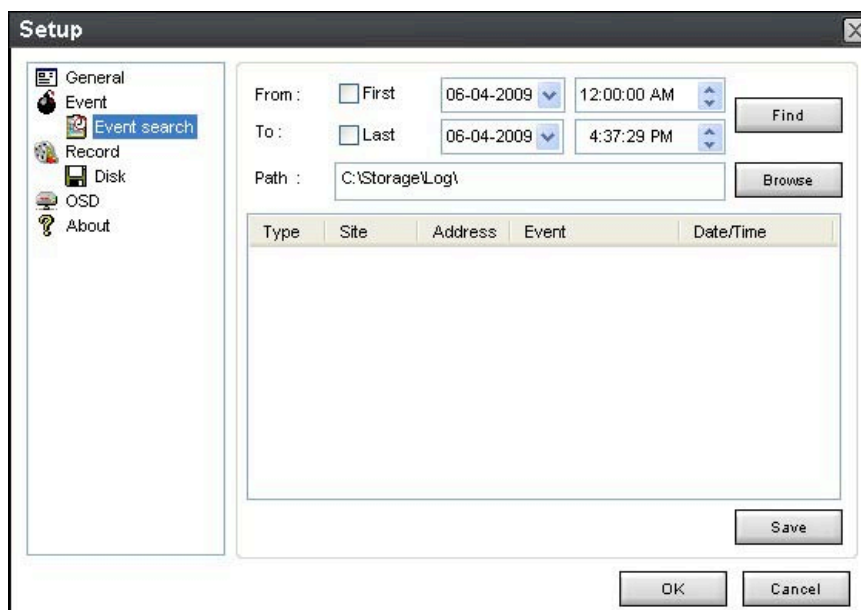 Setup
General
Event
Event search
Record
Disk
OSD
About
From :
First
06-04-2009
12:00:00 AM
Find
To :
Last
06-04-2009
4:37:29 PM
Path :
C:\Storage\Log\
Browse
Type Site Address Event Date/Time
Save
OK
Cancel